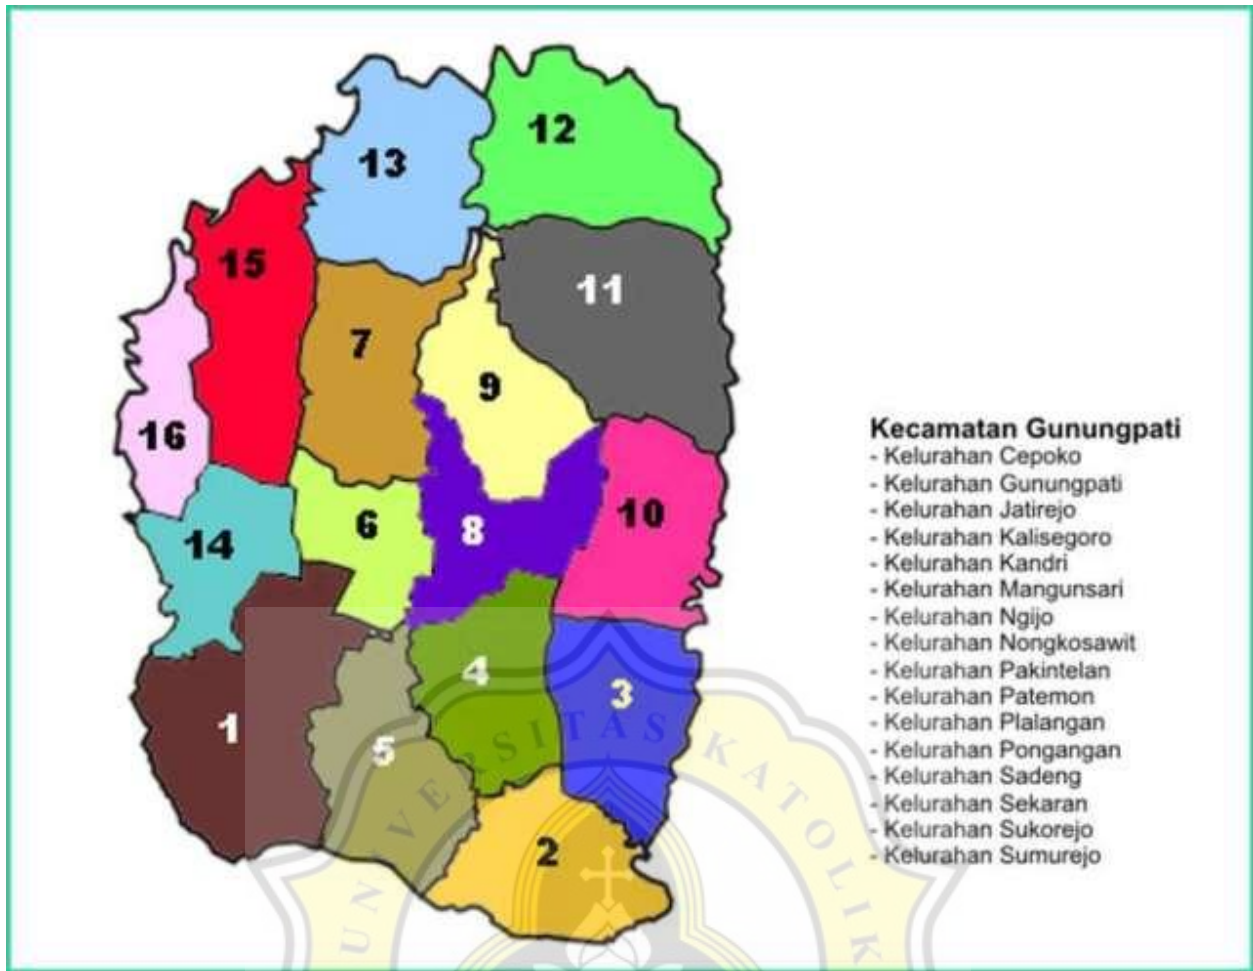 12
13
15
11
7
9
16
10
6
8
14
4
3
1
5
2
Kecamatan Gunungpati
- Kelurahan Cepoko
- Kelurahan Gunungpati
- Kelurahan Jatirejo
- Kelurahan Kalisegoro
- Kelurahan Kandri
- Kelurahan Mangunsari
- Kelurahan Ngijo
- Kelurahan Nongkosawit
- Kelurahan Pakintelan
- Kelurahan Patemon
- Kelurahan Plalangan
- Kelurahan Pongangan
- Kelurahan Sadeng
- Kelurahan Sekaran
- Kelurahan Sukorejo
- Kelurahan Sumurejo
UNIVERSITAS KATOLIK